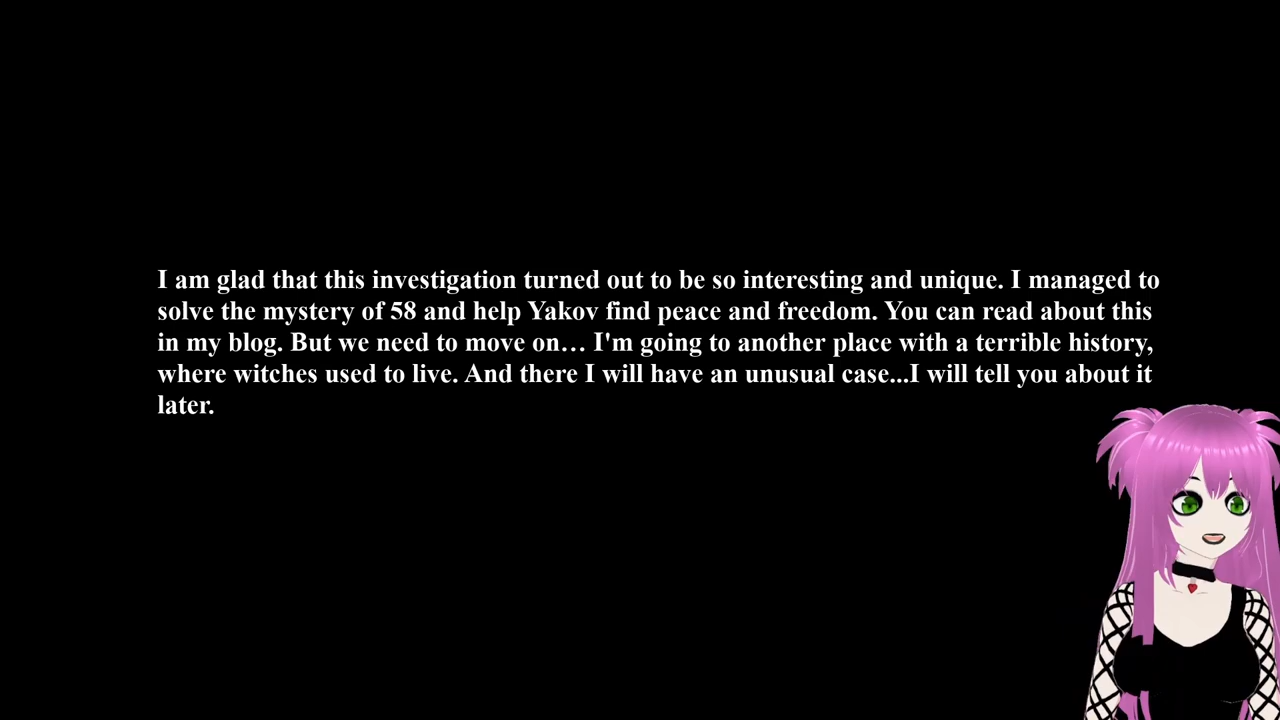 I am glad that this investigation turned out to be so interesting and unique. I managed to
solve the mystery of 58 and help Yakov find peace and freedom. You can read about this
in my blog. But we need to move on… I'm going to another place with a terrible history,
where witches used to live. And there I will have an unusual case...I will tell you about it
later.